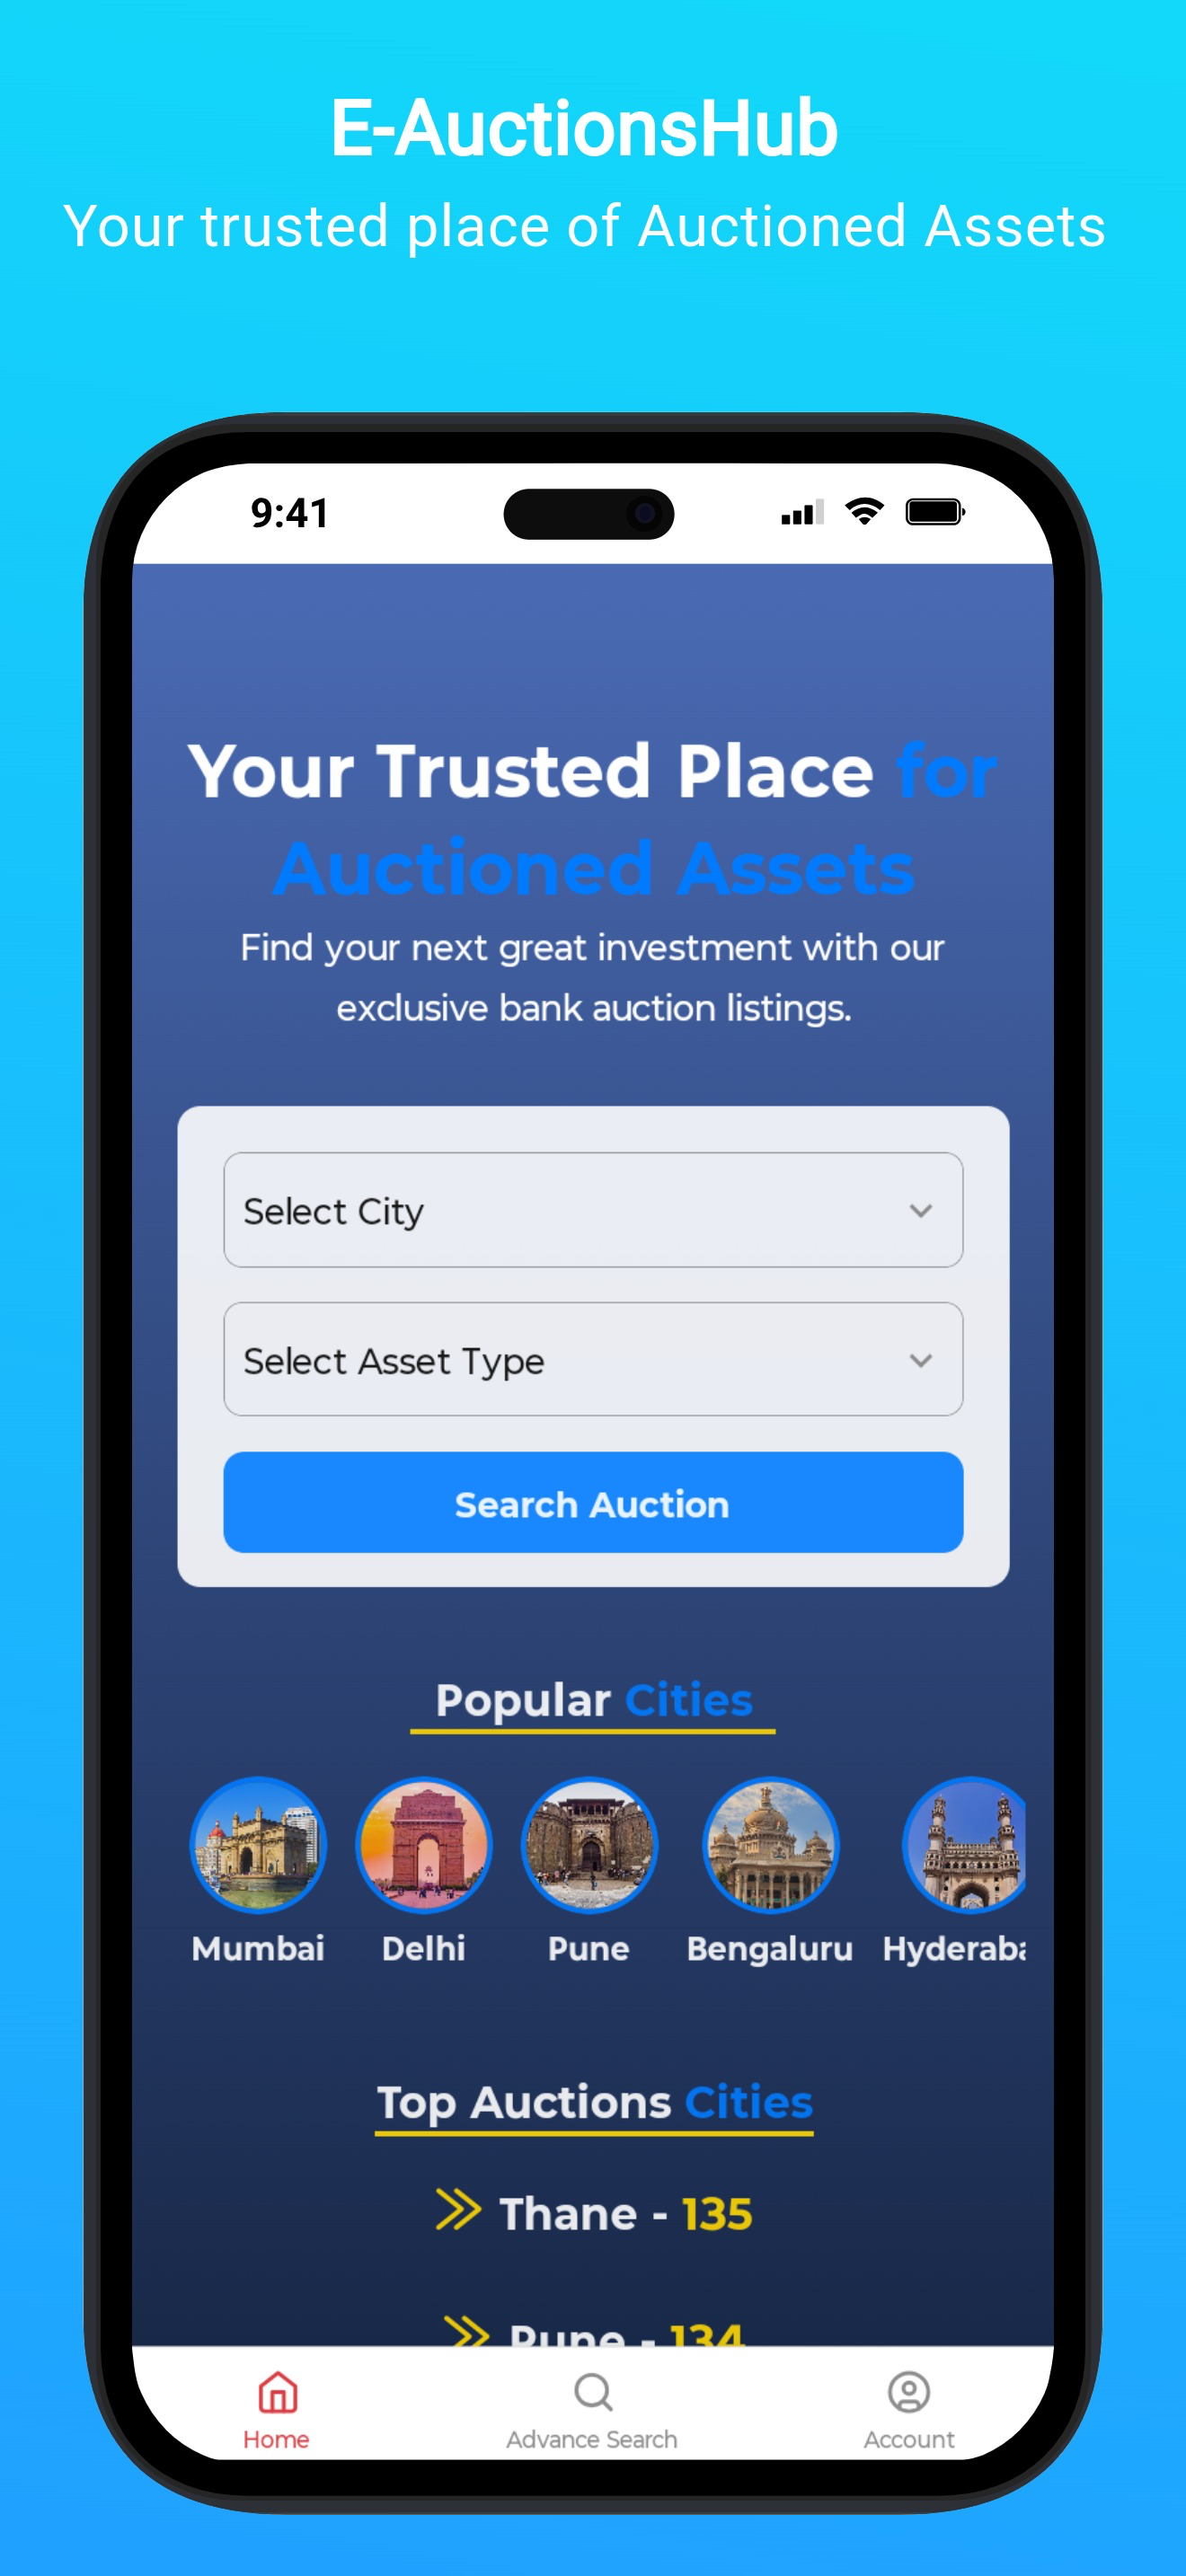 E-AuctionsHub
Your trusted place of Auctioned Assets
9:41
Your Trusted Place for
Auctioned Assets
Find your next great investment with our
exclusive bank auction listings.
Select City
Select Asset Type
Search Auction
Popular Cities
Mumbai Delhi Pune Bengaluru Hyderaba
Top Auctions Cities
Thane - 135
Pune - 134
Home Advance Search Account